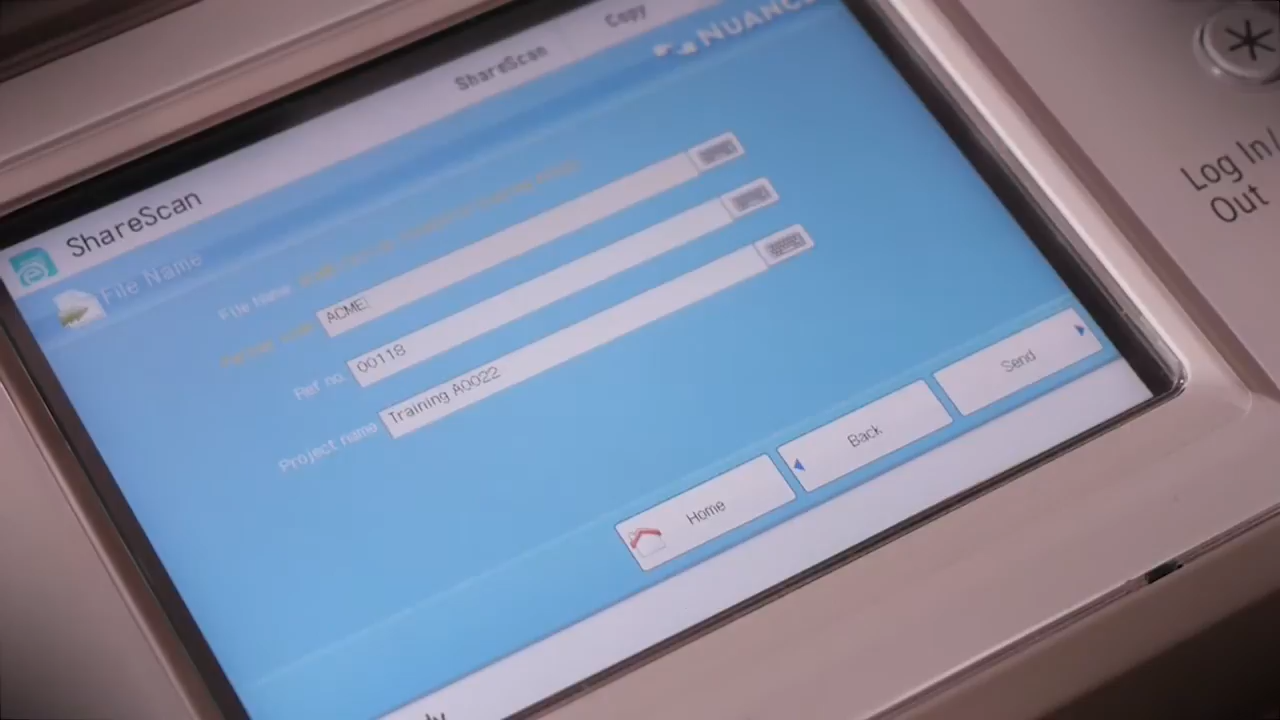 Copy
ShareScan
NUANCE
ShareScan
File Name
File Name
ACME
Ref no.
00118
Project name
Training A0022
Send
Back
Home
Log In/
Out